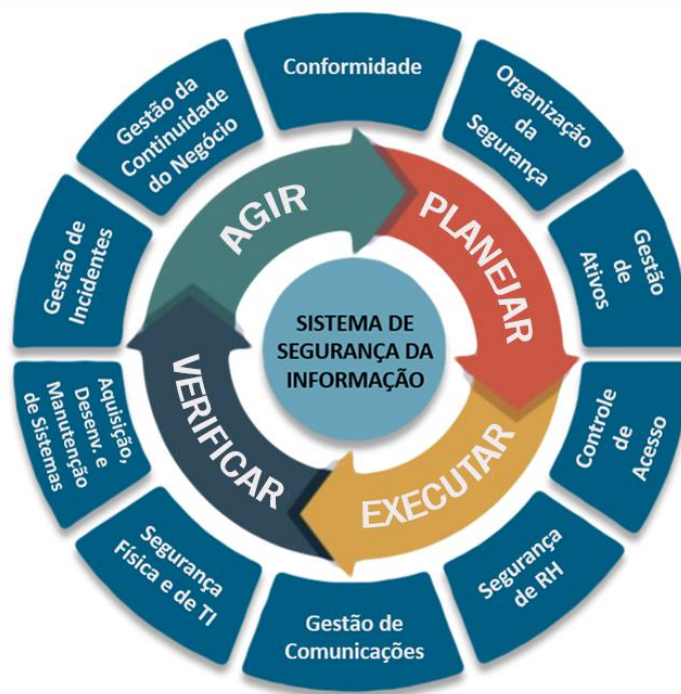 Conformidade
Organização
da
Segurança
Gestão
de
Ativos
Controle
de
Acesso
Segurança
de RH
Gestão de
Comunicações
Segurança
Física e de TI
Aquisição,
Desenv. e
Manutenção
de Sistemas
Gestão de
Incidentes
Gestão da
Continuidade
do Negócio
AGIR
PLANEJAR
EXECUTAR
VERIFICAR
SISTEMA DE
SEGURANÇA DA
INFORMAÇÃO